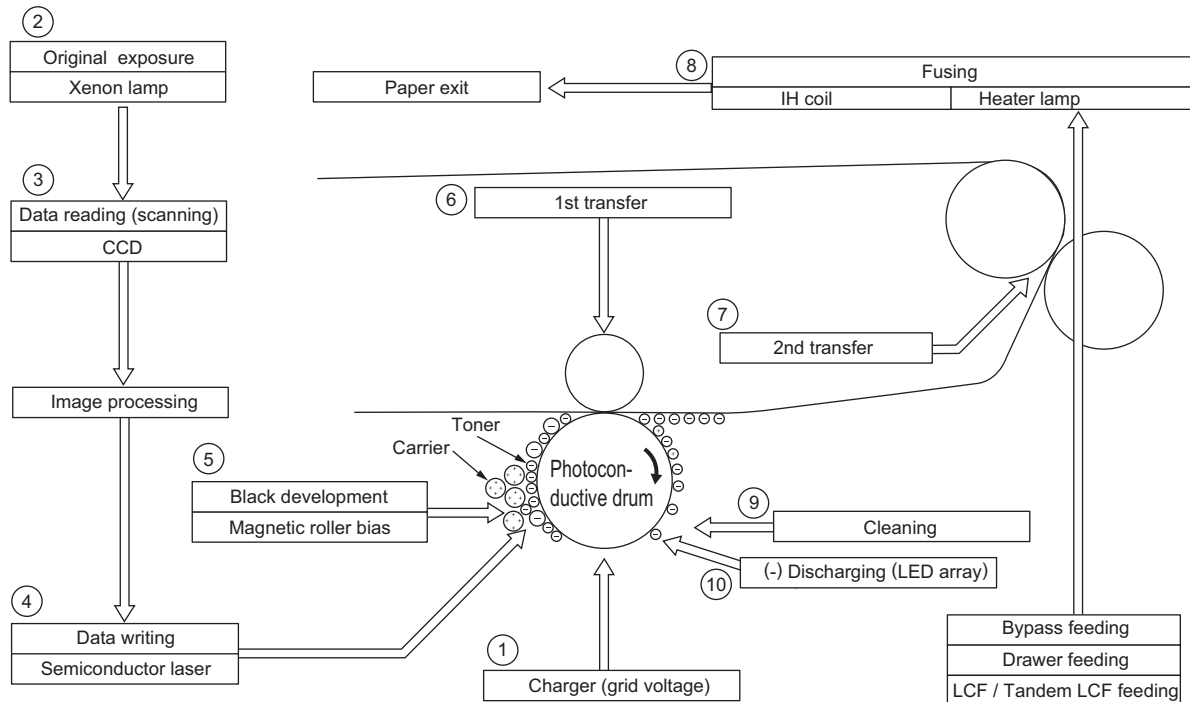 2
Original exposure
Xenon lamp
3
Data reading (scanning)
CCD
Image processing
4
Data writing
Semiconductor laser
5
Black development
Magnetic roller bias
Carrier
Toner
Photocon-
ductive drum
1
Charger (grid voltage)
6
1st transfer
7
2nd transfer
8
Fusing
IH coil
Heater lamp
Paper exit
9
Cleaning
10
(-) Discharging (LED array)
Bypass feeding
Drawer feeding
LCF / Tandem LCF feeding